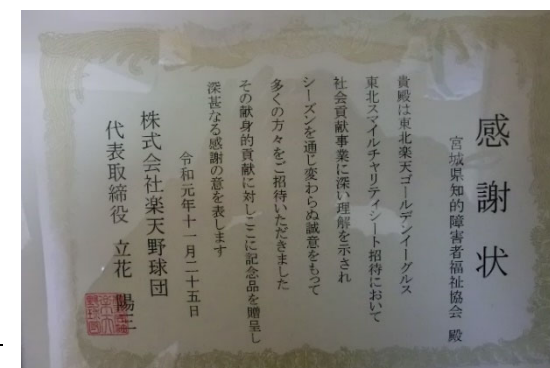 感謝状
宮城県知的障害者福祉協会 殿
貴殿は東北楽天ゴールデンイーグルス
東北スマイルチャリティシート招待において
社会貢献事業に深い理解を示され
シーズンを通じ変わらぬ誠意をもって
多くの方々をご招待いただきました
その献身的貢献に対しここに記念品を贈呈し
深甚なる感謝の意を表します
令和元年十一月二十五日
株式会社楽天野球団
代表取締役 立花 陽三